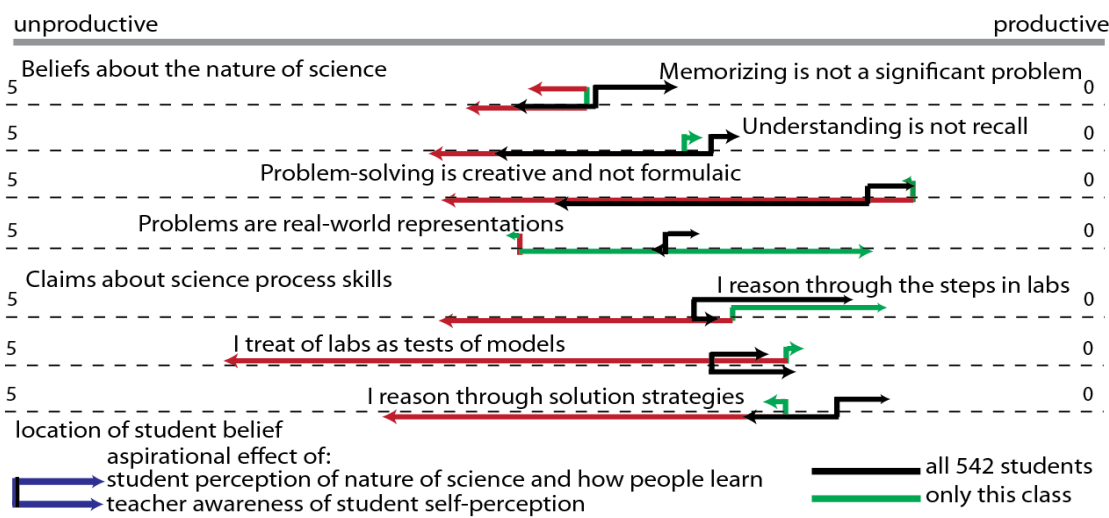 unproductive productive
Beliefs about the nature of science
Memorizing is not a significant problem
5 0
Understanding is not recall
5 0
Problem-solving is creative and not formulaic
5 0
Problems are real-world representations
5 0
Claims about science process skills
I reason through the steps in labs
5 0
I treat of labs as tests of models
5 0
I reason through solution strategies
5 0
location of student belief
aspirational effect of:
student perception of nature of science and how people learn
teacher awareness of student self-perception
all 542 students
only this class